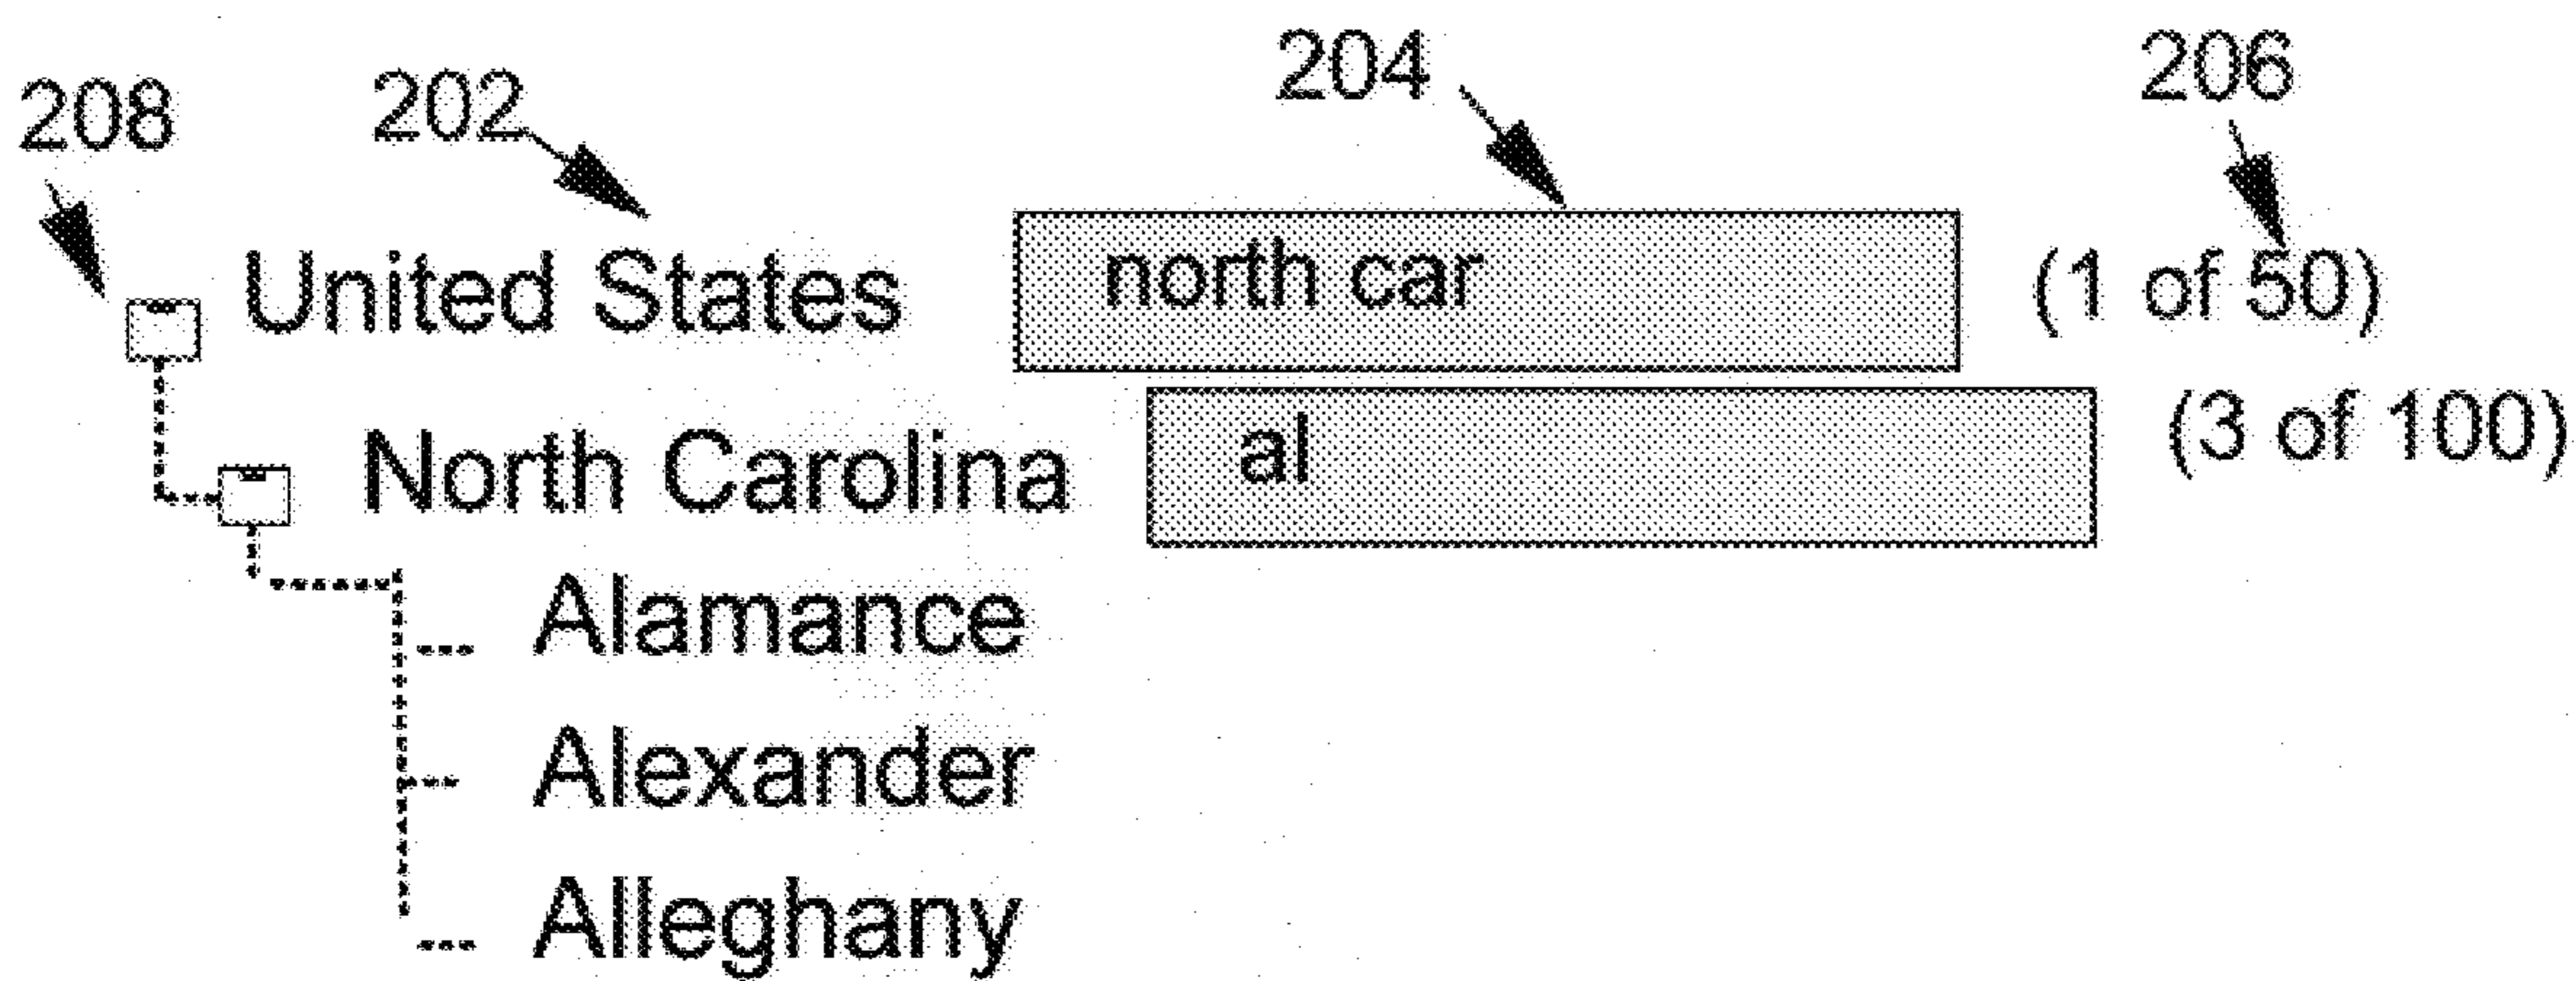 208 202 204 206
United States north car (1 of 50)
North Carolina al (3 of 100)
Alamance
Alexander
Alleghany